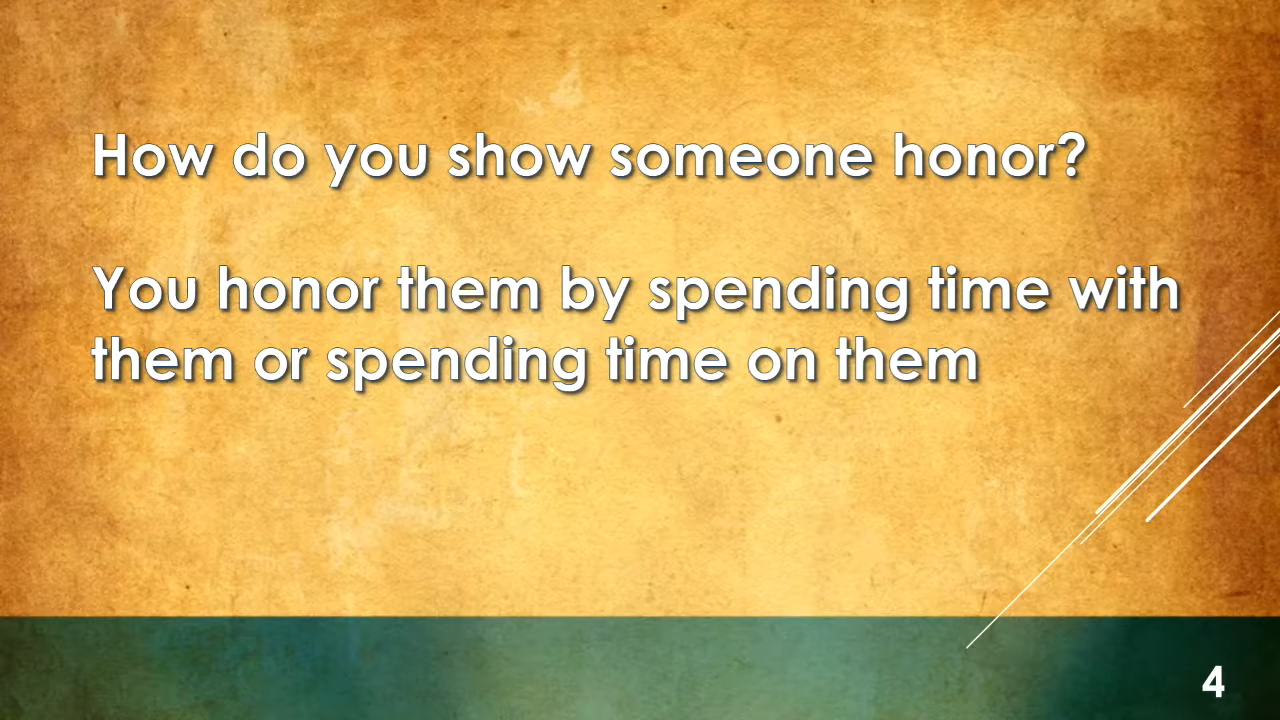 How do you show someone honor?
You honor them by spending time with
them or spending time on them
4